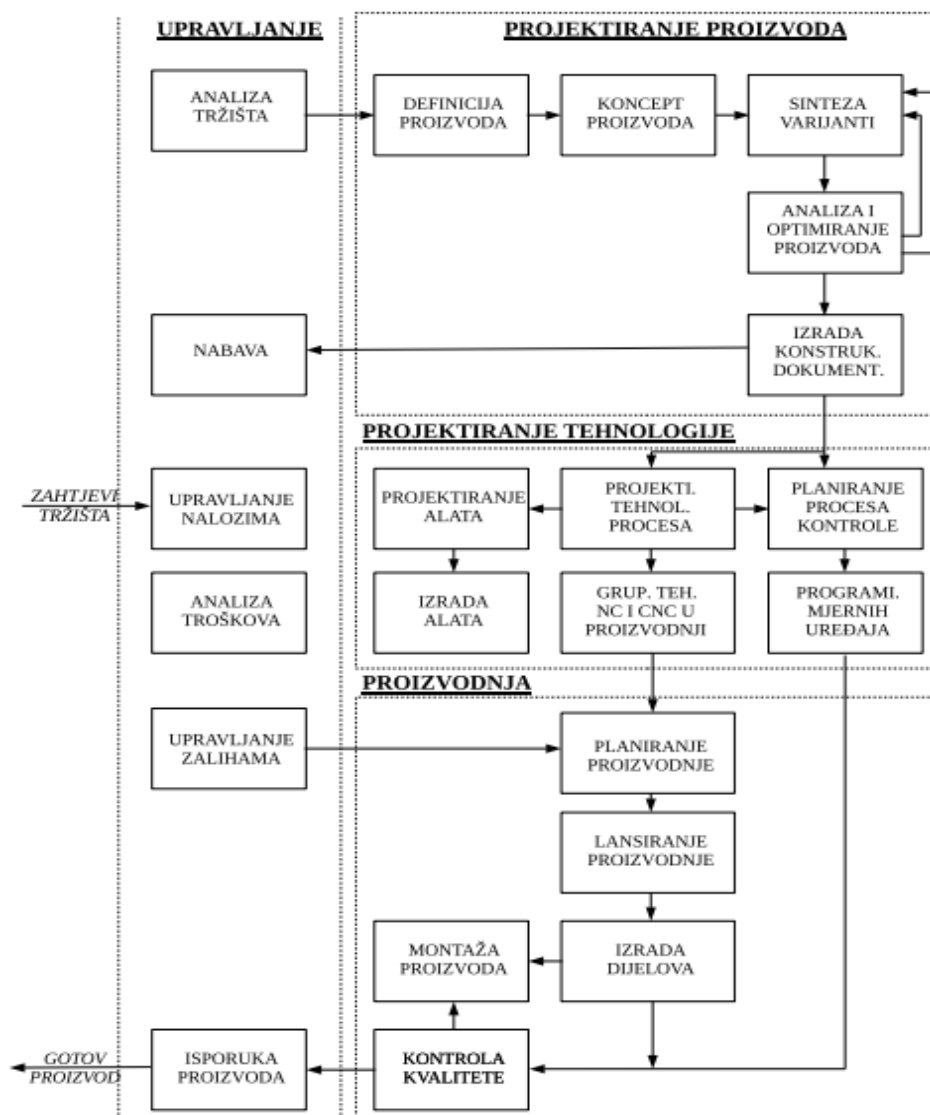 UPRAVLJANJE
PROJEKTIRANJE PROIZVODA
ANALIZA
TRŽIŠTA
DEFINICIJA
PROIZVODA
KONCEPT
PROIZVODA
SINTEZA
VARIJANTI
ANALIZA I
OPTIMIRANJE
PROIZVODA
NABAVA
IZRADA
KONSTRUK.
DOKUMENT.
PROJEKTIRANJE TEHNOLOGIJE
ZAHTJEVI
TRŽIŠTA
UPRAVLJANJE
NALOZIMA
PROJEKTIRANJE
ALATA
PROJEKTI.
TEHNOL.
PROCESA
PLANIRANJE
PROCESA
KONTROLE
ANALIZA
TROŠKOVA
IZRADA
ALATA
GRUP. TEH.
NC I CNC U
PROIZVODNJI
PROGRAMI.
MJERNIH
UREĐAJA
PROIZVODNJA
UPRAVLJANJE
ZALIHAMA
PLANIRANJE
PROIZVODNJE
LANSIRANJE
PROIZVODNJE
MONTAŽA
PROIZVODA
IZRADA
DIJELOVA
GOTOV
PROIZVOD
ISPORUKA
PROIZVODA
KONTROLA
KVALITETE